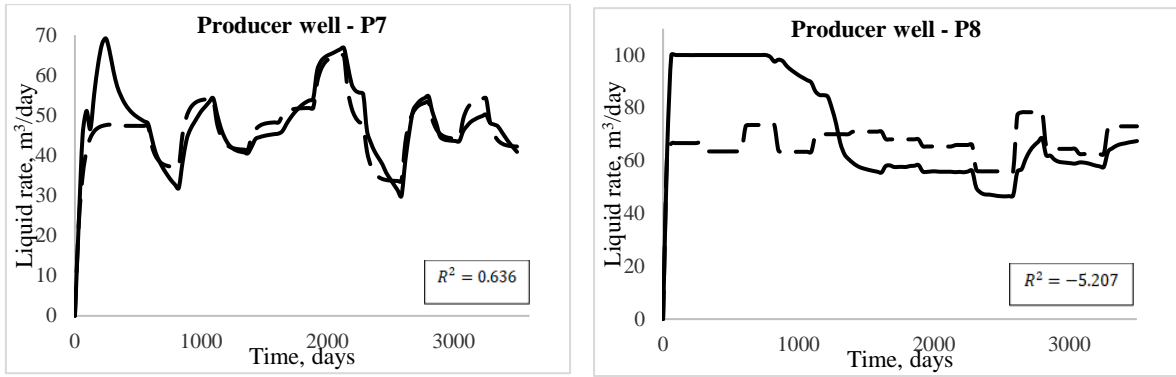 Producer well - P7
Liquid rate, m³/day
70
60
50
40
30
20
10
0
0 1000 2000 3000
Time, days
R² = 0.636
Producer well - P8
Liquid rate, m³/day
100
80
60
40
20
0
0 1000 2000 3000
Time, days
R² = −5.207